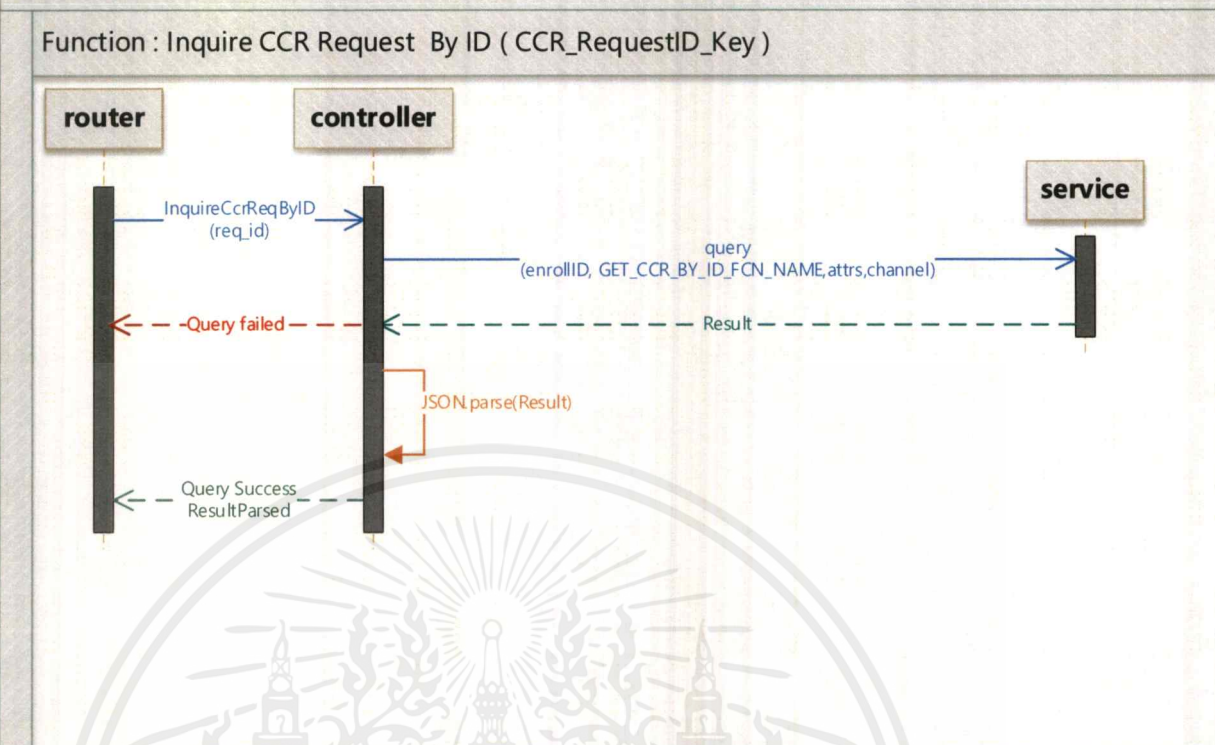 Function : Inquire CCR Request By ID ( CCR_RequestID_Key )
router
controller
service
InquireCcrReqByID
(req_id)
query
(enrollID, GET_CCR_BY_ID_FCN_NAME,attrs,channel)
Query failed
Result
JSON.parse(Result)
Query Success
ResultParsed